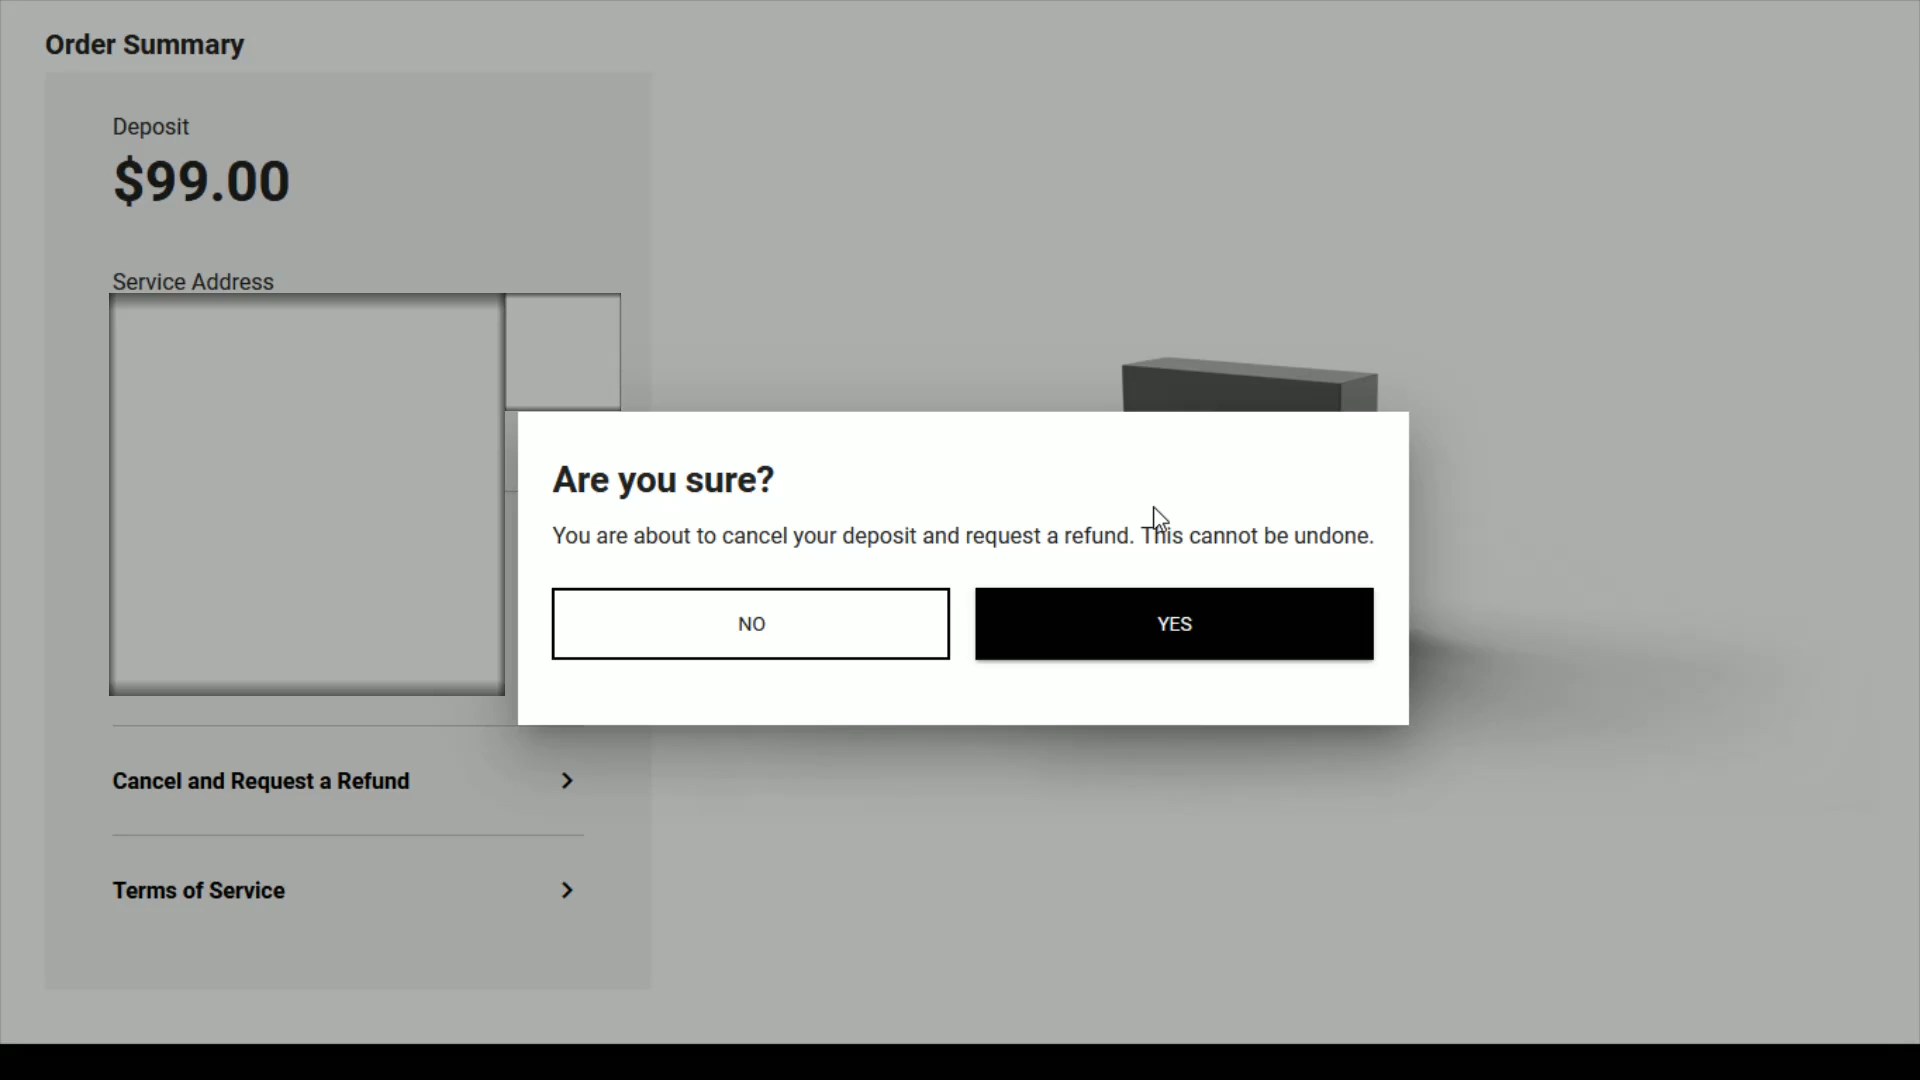 Order Summary
Deposit
$99.00
Service Address
Are you sure?
You are about to cancel your deposit and request a refund. This cannot be undone.
NO
YES
Cancel and Request a Refund
Terms of Service